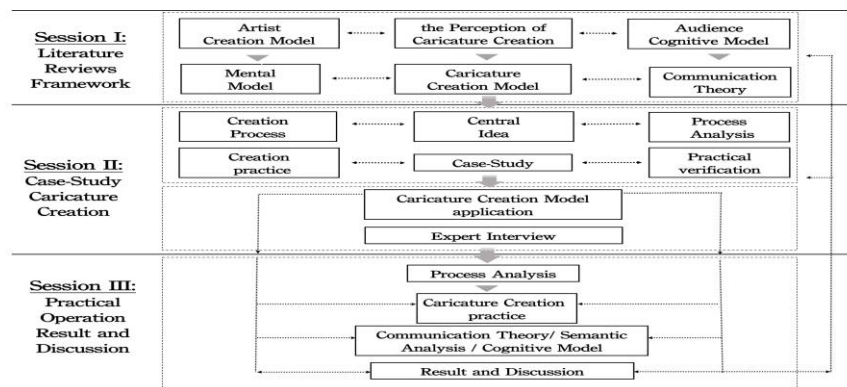 Session I:
Literature
Reviews
Framework
Artist
Creation Model
the Perception of
Caricature Creation
Audience
Cognitive Model
Mental
Model
Caricature
Creation Model
Communication
Theory
Session II:
Case-Study
Caricature
Creation
Creation
Process
Central
Idea
Process
Analysis
Creation
practice
Case-Study
Practical
verification
Caricature Creation Model
application
Expert Interview
Session III:
Practical
Operation
Result and
Discussion
Process Analysis
Caricature Creation
practice
Communication Theory/ Semantic
Analysis / Cognitive Model
Result and Discussion